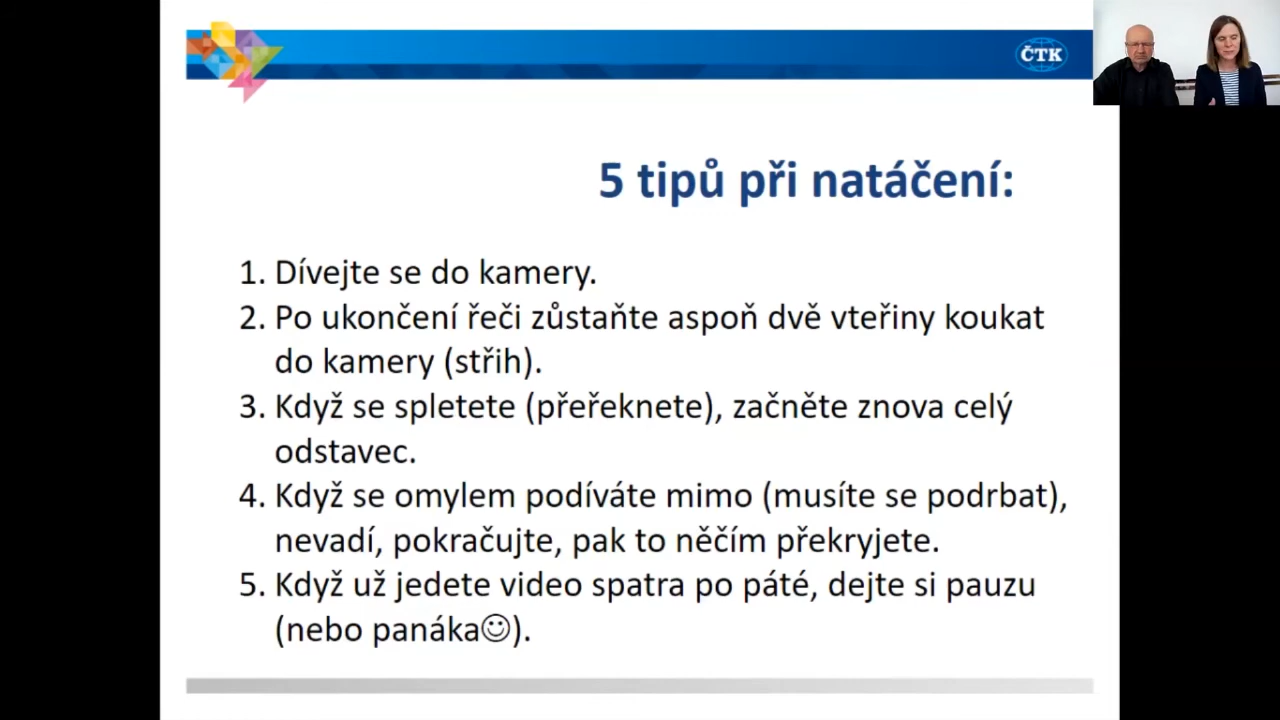 ČTK
5 tipů při natáčení:
1. Dívejte se do kamery.
2. Po ukončení řeči zůstaňte aspoň dvě vteřiny koukat
do kamery (střih).
3. Když se spletete (přeřeknete), začněte znova celý
odstavec.
4. Když se omylem podíváte mimo (musíte se podrbat),
nevadí, pokračujte, pak to něčím překryjete.
5. Když už jedete video spatra po páté, dejte si pauzu
(nebo panáka☺).